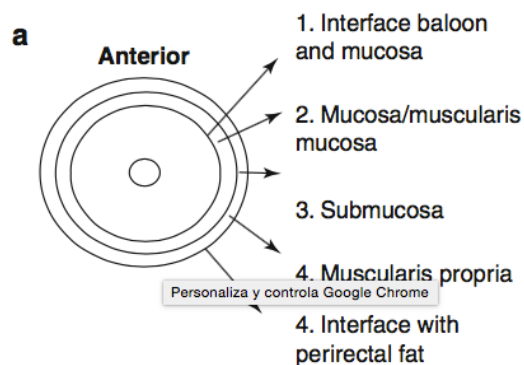 a
Anterior
1. Interface baloon
and mucosa
2. Mucosa/muscularis
mucosa
3. Submucosa
4. Muscularis propria
Personaliza y controla Google Chrome
4. Interface with
perirectal fat